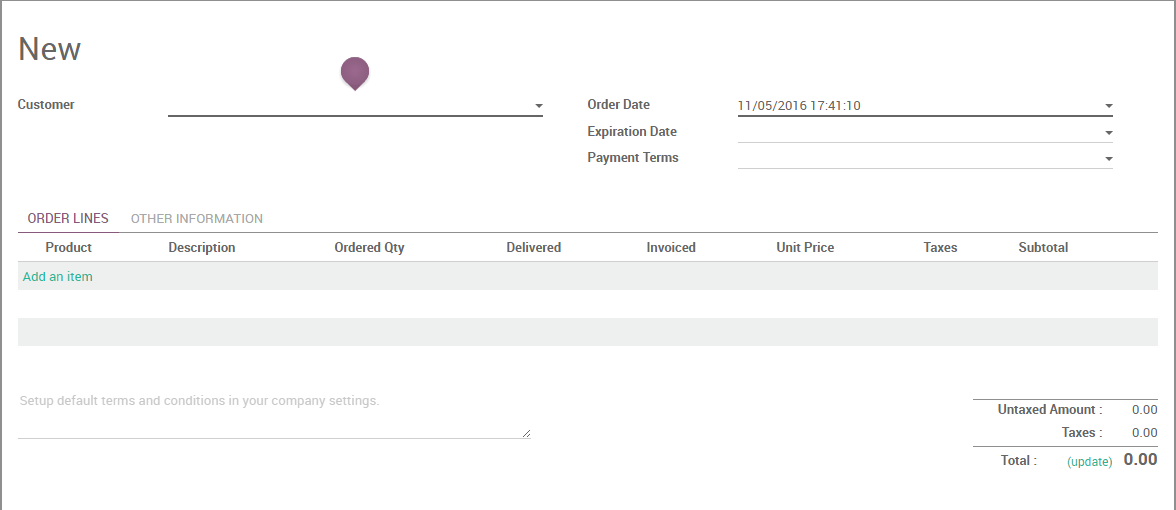 New
Customer
Order Date 11/05/2016 17:41:10
Expiration Date
Payment Terms
ORDER LINES OTHER INFORMATION
Product Description Ordered Qty Delivered Invoiced Unit Price Taxes Subtotal
Add an item
Setup default terms and conditions in your company settings.
Untaxed Amount : 0.00
Taxes : 0.00
Total : (update) 0.00